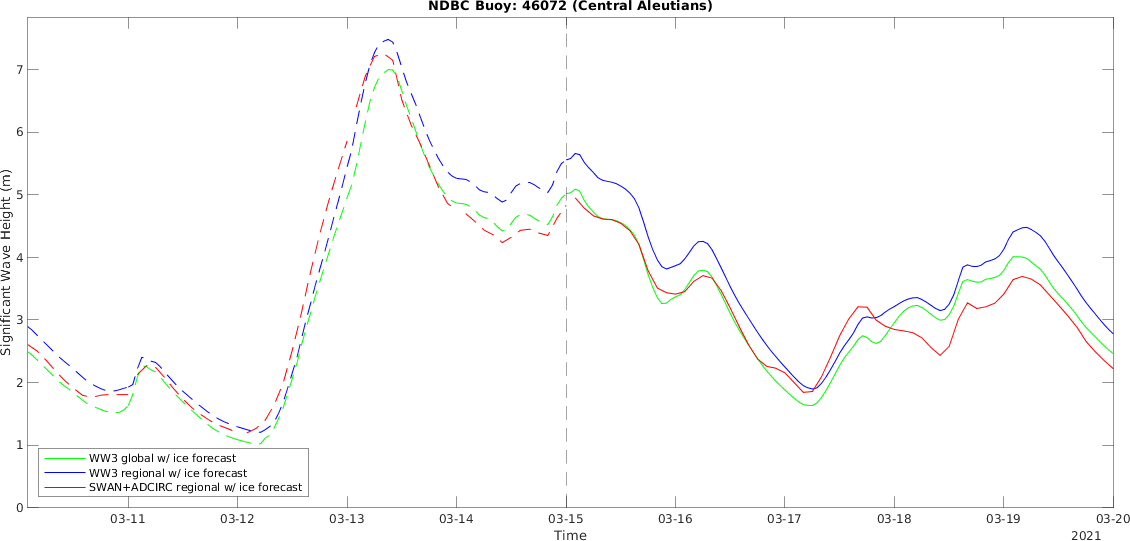 NDBC Buoy: 46072 (Central Aleutians)
Significant Wave Height (m)
7
6
5
4
3
2
1
0
WW3 global w/ ice forecast
WW3 regional w/ ice forecast
SWAN+ADCIRC regional w/ ice forecast
03-11 03-12 03-13 03-14 03-15 03-16 03-17 03-18 03-19 03-20
Time
2021